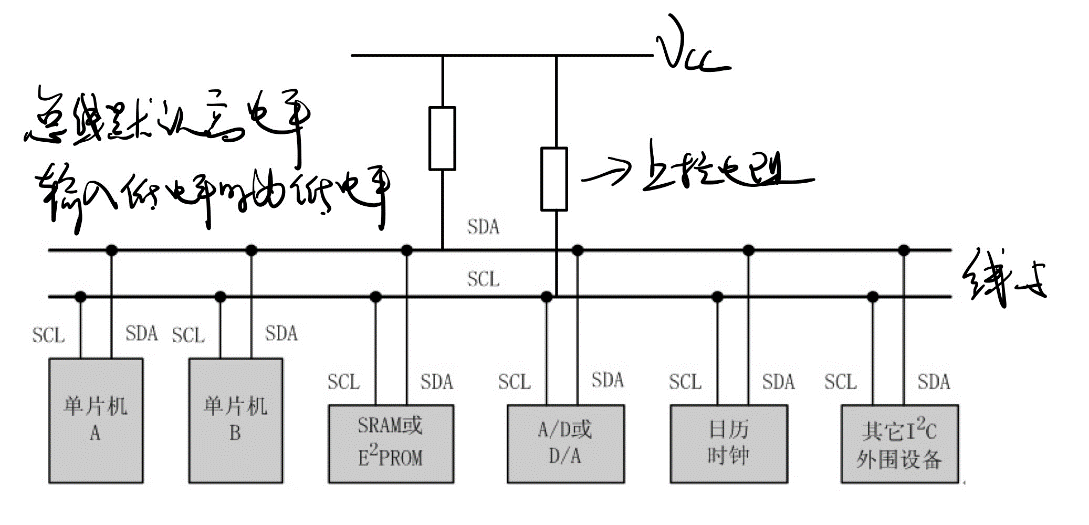 Vcc
总线默认高电平
输入低电平时为低电平
→上拉电阻
SDA
SCL
线与
SCL SDA SCL SDA
SCL SDA SCL SDA SCL SDA SCL SDA
单片机
A
单片机
B
SRAM或
E²PROM
A/D或
D/A
日历
时钟
其它I²C
外围设备